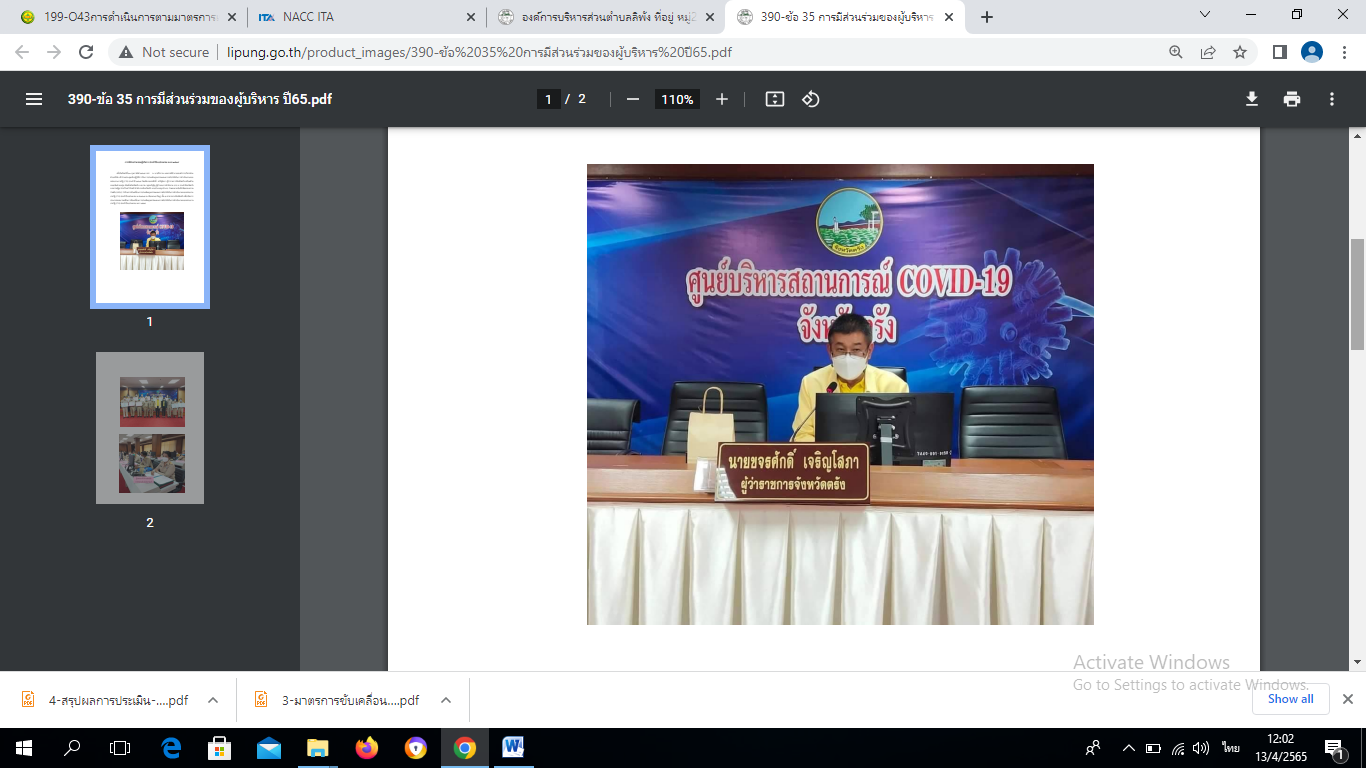 199-O43การดำเนินการตามมาตรการ
NACC ITA
องค์การบริหารส่วนตำบลลิพัง ที่อยู่ หมู่2
390-ข้อ 35 การมีส่วนร่วมของผู้บริหาร
Not secure
lipung.go.th/product_images/390-ข้อ%2035%20การมีส่วนร่วมของผู้บริหาร%20ปี65.pdf
390-ข้อ 35 การมีส่วนร่วมของผู้บริหาร ปี65.pdf
1 / 2
110%
1
2
ศูนย์บริหารสถานการณ์ COVID-19
จังหวัดตรัง
นายขจรศักดิ์ เจริญโสภา
ผู้ว่าราชการจังหวัดตรัง
Activate Windows
Go to Settings to activate Windows.
4-สรุปผลการประเมิน-....pdf
3-มาตรการขับเคลื่อน....pdf
Show all
ไทย
12:02
13/4/2565
1